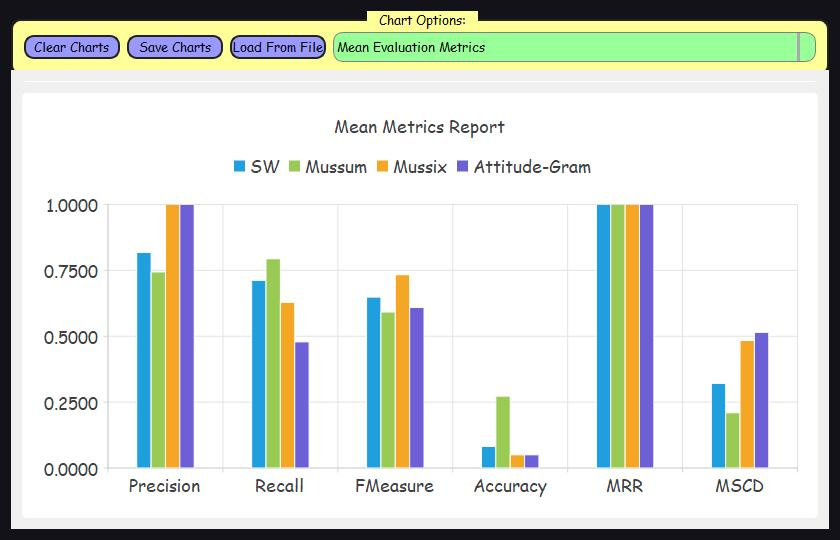 Chart Options:
Clear Charts Save Charts Load From File Mean Evaluation Metrics
Mean Metrics Report
SW Mussum Mussix Attitude-Gram
1.0000
0.7500
0.5000
0.2500
0.0000
Precision Recall FMeasure Accuracy MRR MSCD